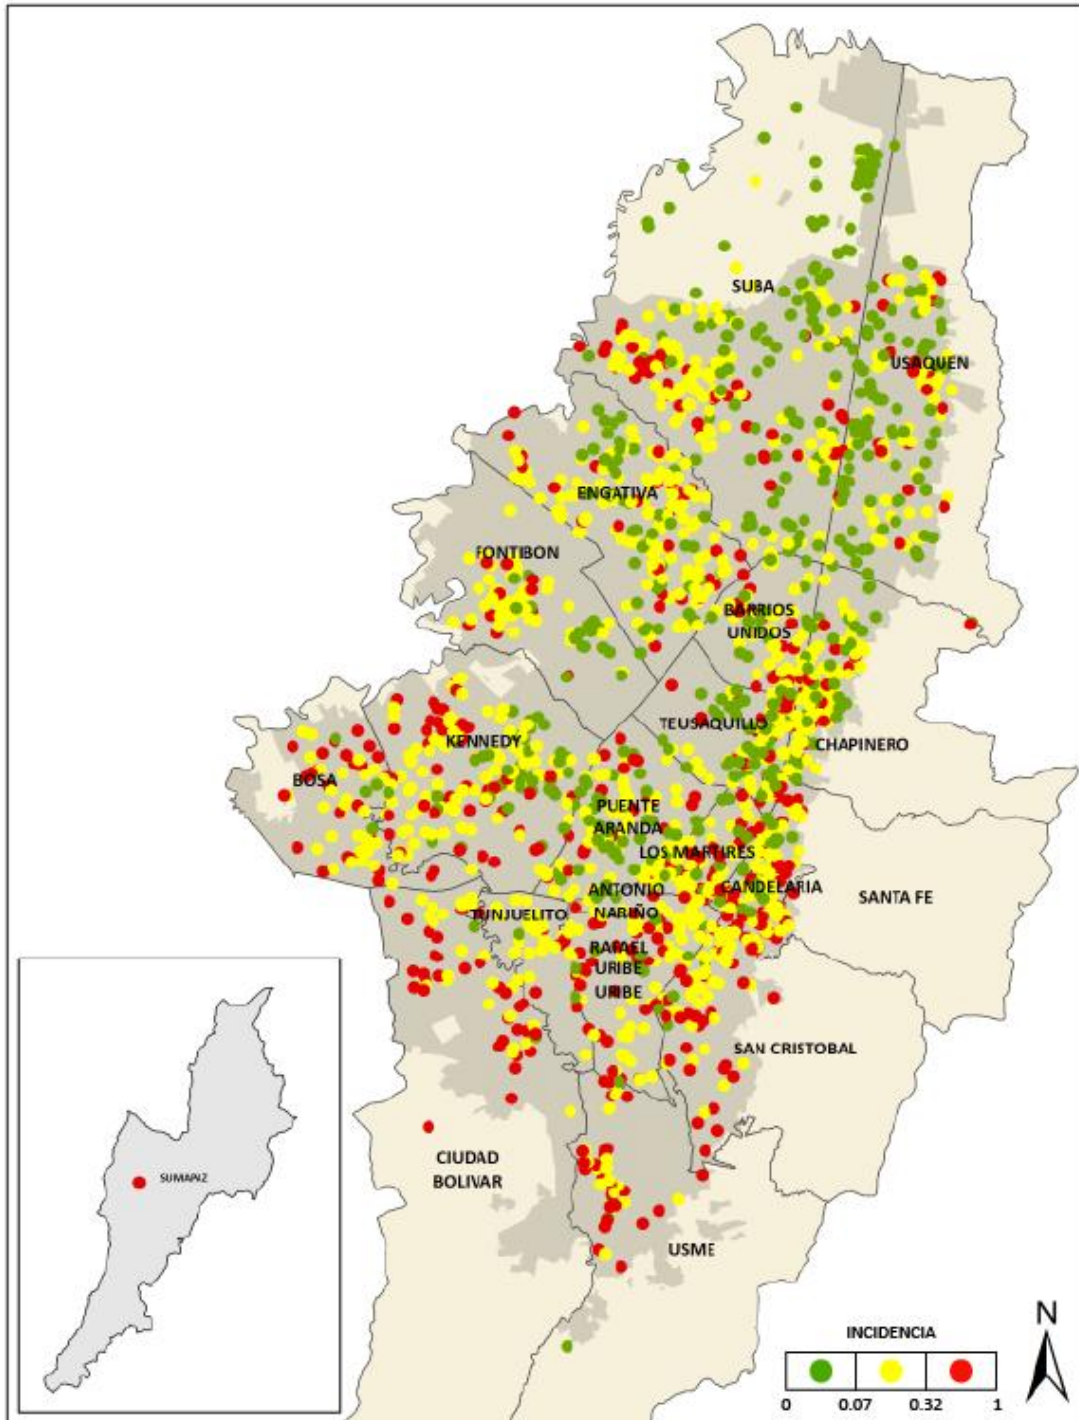 SUBA
USAQUEN
ENGATIVA
FONTIBON
BARRIOS
UNIDOS
TEUSAQUILLO
CHAPINERO
KENNEDY
BOSA
PUENTE
ARANDA
LOS MARTIRES
CANDELARIA
SANTA FE
ANTONIO
NARIÑO
TUNJUELITO
RAFAEL
URIBE
URIBE
SAN CRISTOBAL
CIUDAD
BOLIVAR
SUMAPAZ
USME
N
INCIDENCIA
0 0.07 0.32 1